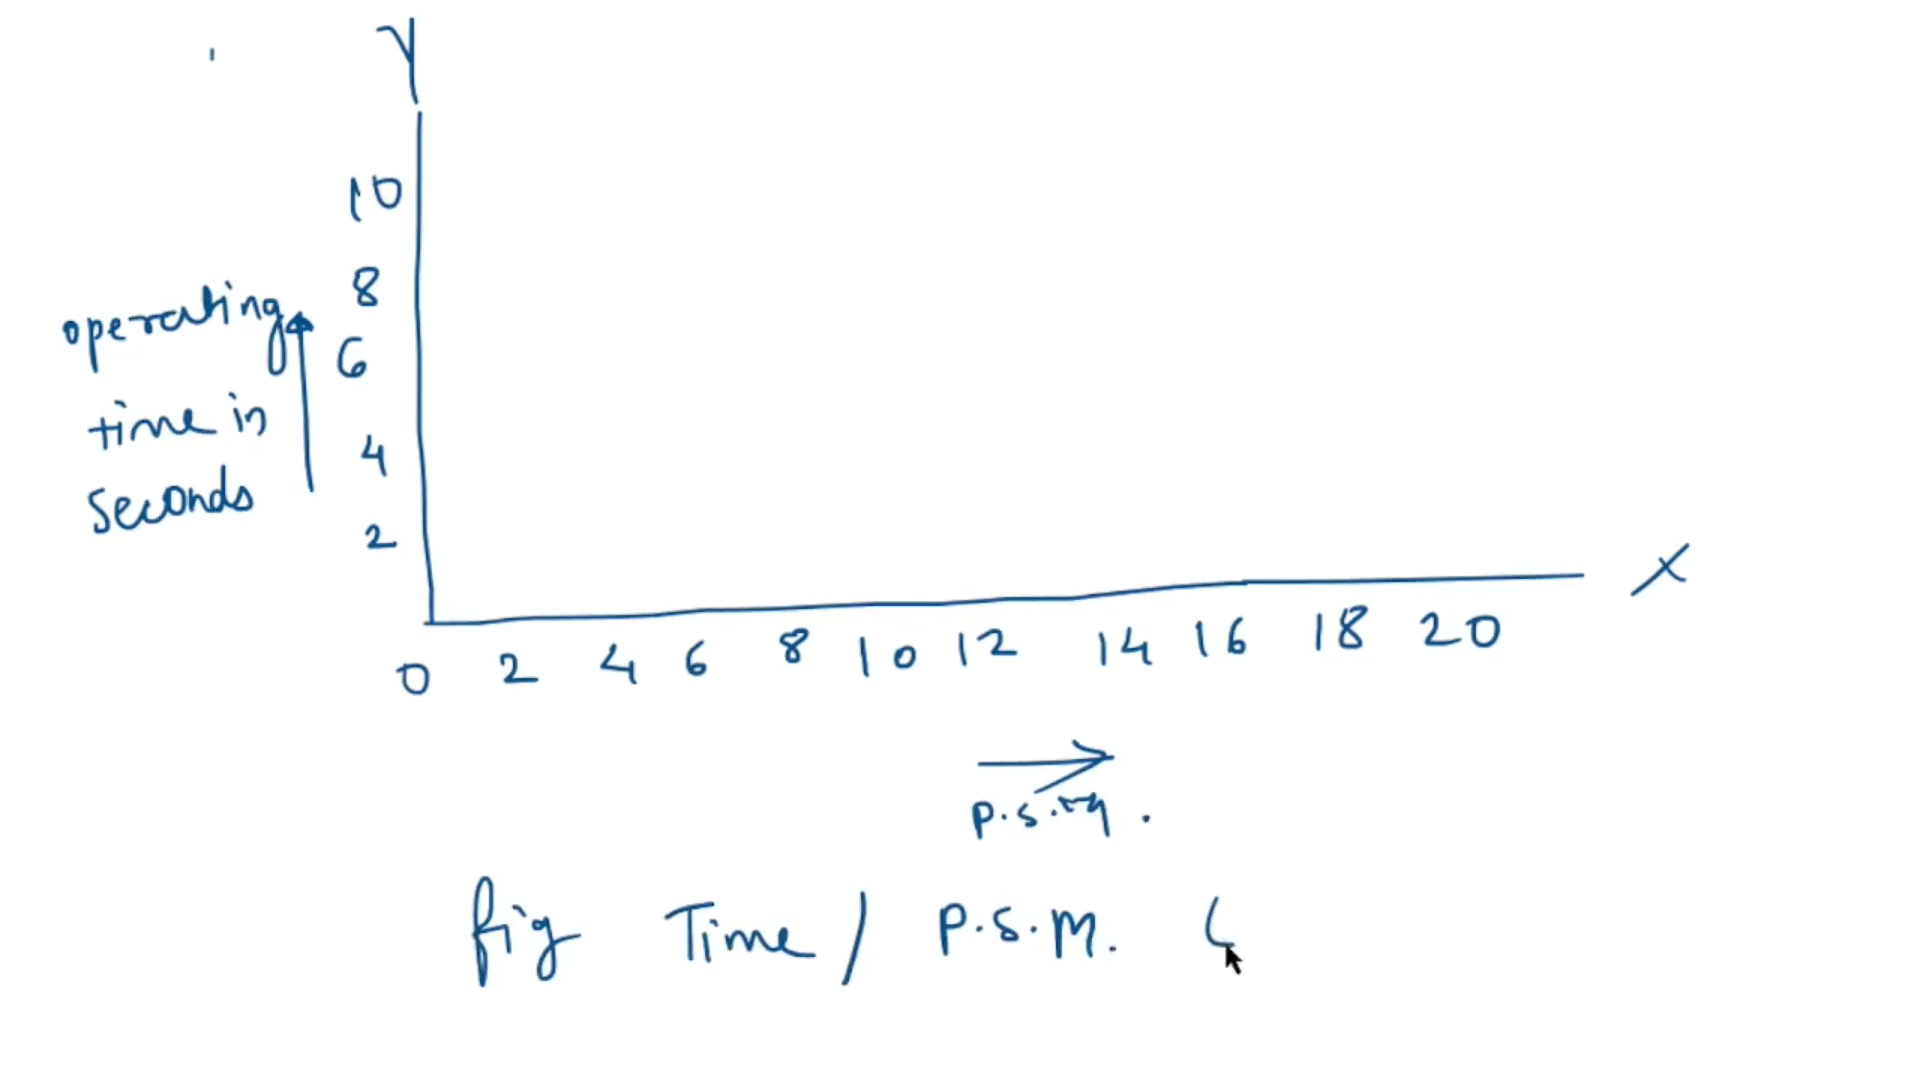 Y
10
8
operating
6
time in
4
seconds
2
X
0 2 4 6 8 10 12 14 16 18 20
p.s.m.
fig Time / P.S.M. (